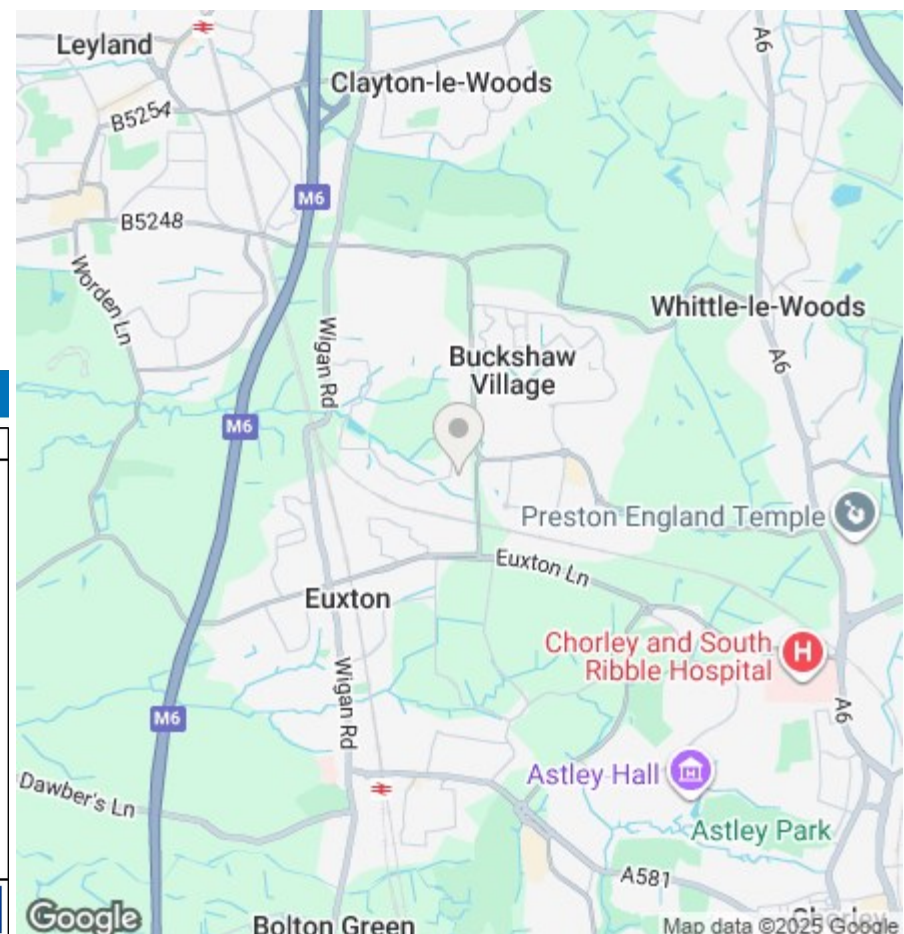 Leyland
A6
Clayton-le-Woods
B5254
M6
B5248
Worden Ln
Wigan Rd
Whittle-le-Woods
Buckshaw
Village
A6
M6
Preston England Temple
Euxton Ln
Euxton
Chorley and South
Ribble Hospital
H
Wigan Rd
M6
A6
Astley Hall
Dawber's Ln
Astley Park
A581
Google
Bolton Green
Chorley
Map data ©2025 Google